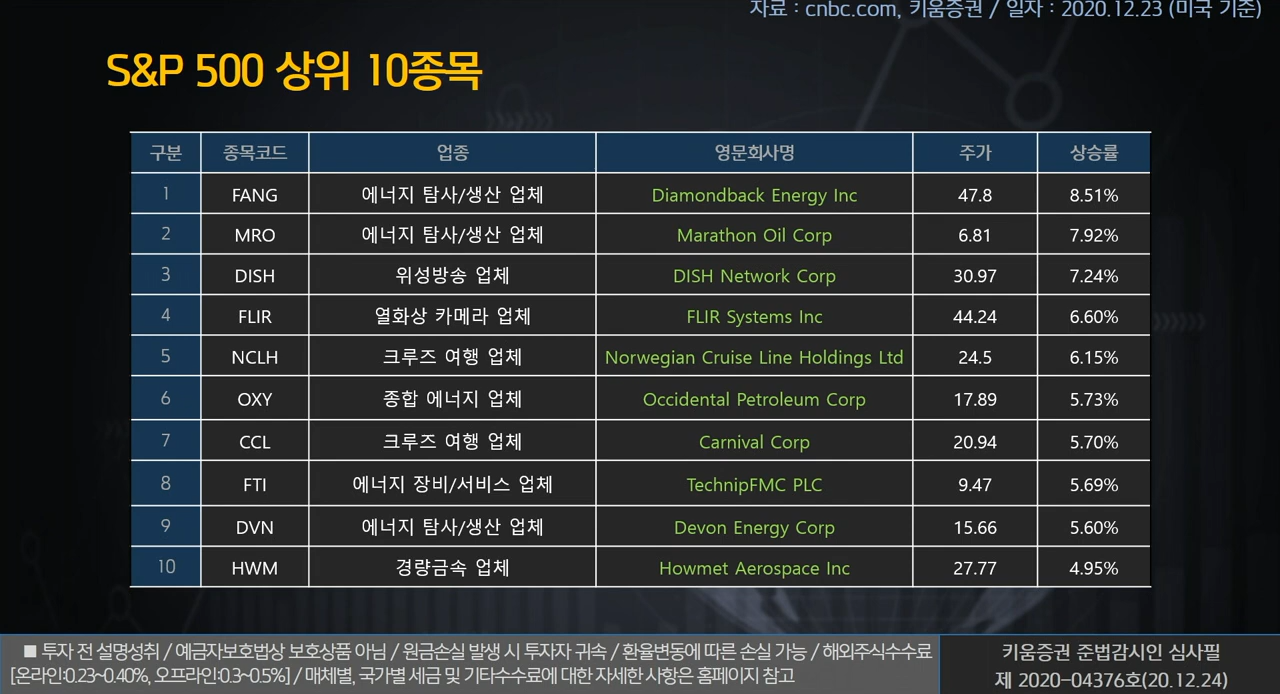 자료 : cnbc.com, 키움증권 / 일자 : 2020.12.23 (미국 기준)
S&P 500 상위 10종목
구분 종목코드 업종 영문회사명 주가 상승률
1 FANG 에너지 탐사/생산 업체 Diamondback Energy Inc 47.8 8.51%
2 MRO 에너지 탐사/생산 업체 Marathon Oil Corp 6.81 7.92%
3 DISH 위성방송 업체 DISH Network Corp 30.97 7.24%
4 FLIR 열화상 카메라 업체 FLIR Systems Inc 44.24 6.60%
5 NCLH 크루즈 여행 업체 Norwegian Cruise Line Holdings Ltd 24.5 6.15%
6 OXY 종합 에너지 업체 Occidental Petroleum Corp 17.89 5.73%
7 CCL 크루즈 여행 업체 Carnival Corp 20.94 5.70%
8 FTI 에너지 장비/서비스 업체 TechnipFMC PLC 9.47 5.69%
9 DVN 에너지 탐사/생산 업체 Devon Energy Corp 15.66 5.60%
10 HWM 경량금속 업체 Howmet Aerospace Inc 27.77 4.95%
■ 투자 전 설명성취 / 예금자보호법상 보호상품 아님 / 원금손실 발생 시 투자자 귀속 / 환율변동에 따른 손실 가능 / 해외주식수수료
[온라인:0.23~0.40%, 오프라인:0.3~0.5%] / 매체별, 국가별 세금 및 기타수수료에 대한 자세한 사항은 홈페이지 참고
키움증권 준법감시인 심사필
제 2020-04376호(20.12.24)